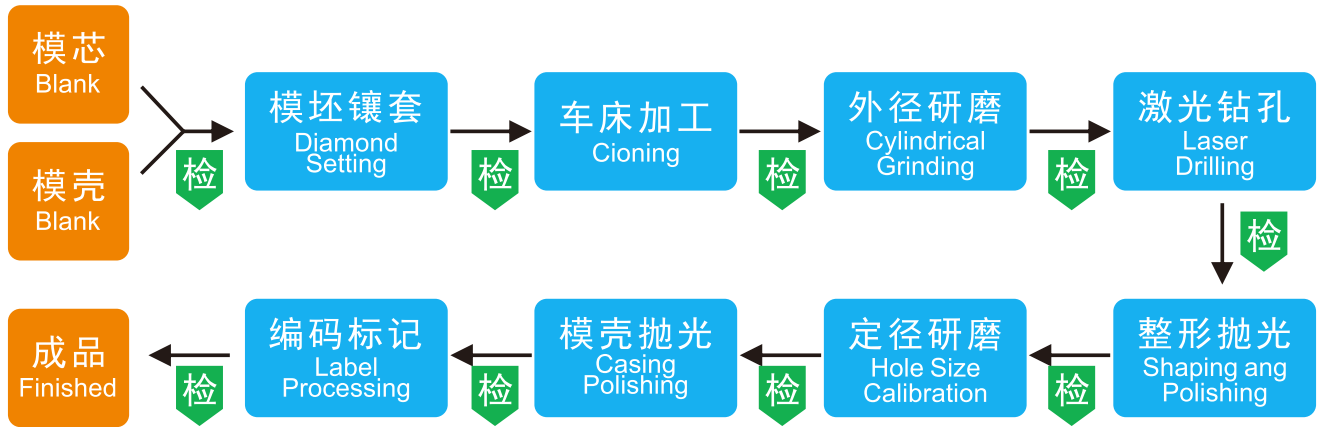 模芯
Blank
模壳
Blank
检
模坯镶套
Diamond
Setting
检
车床加工
Cioning
检
外径研磨
Cylindrical
Grinding
检
激光钻孔
Laser
Drilling
检
整形抛光
Shaping ang
Polishing
检
定径研磨
Hole Size
Calibration
检
模壳抛光
Casing
Polishing
检
编码标记
Label
Processing
检
成品
Finished